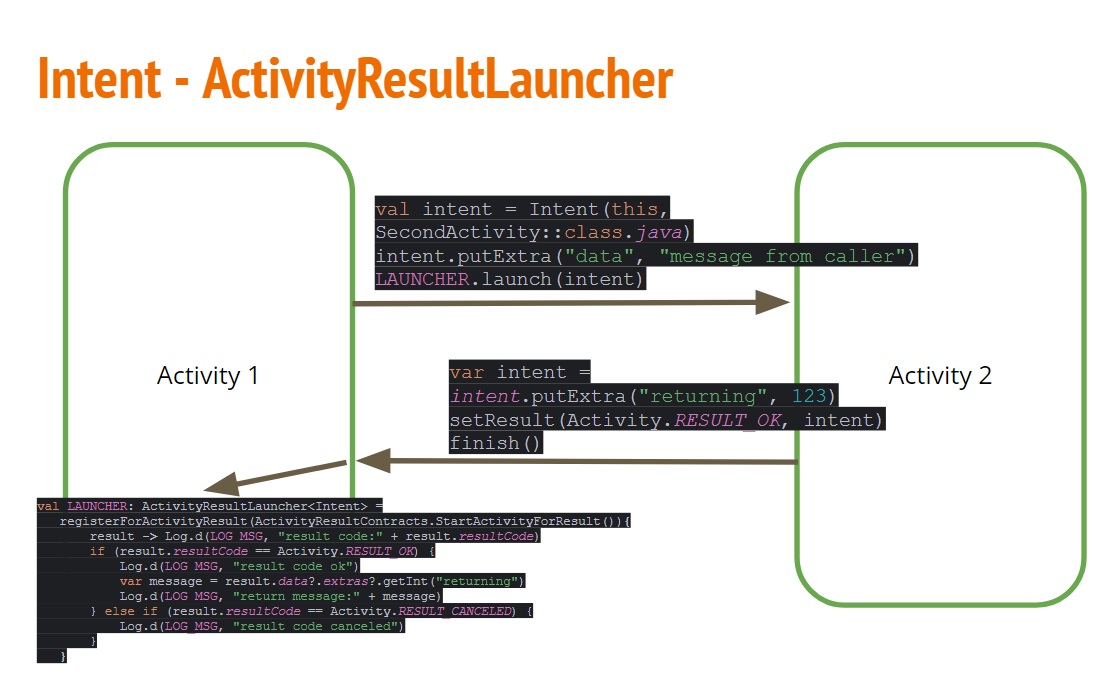 Intent - ActivityResultLauncher
val intent = Intent(this,
SecondActivity::class.java)
intent.putExtra("data", "message from caller")
LAUNCHER.launch(intent)
Activity 1
Activity 2
var intent =
intent.putExtra("returning", 123)
setResult(Activity.RESULT_OK, intent)
finish()
val LAUNCHER: ActivityResultLauncher<Intent> =
registerForActivityResult(ActivityResultContracts.StartActivityForResult()){
result -> Log.d(LOG_MSG, "result code:" + result.resultCode)
if (result.resultCode == Activity.RESULT_OK) {
Log.d(LOG_MSG, "result code ok")
var message = result.data?.extras?.getInt("returning")
Log.d(LOG_MSG, "return message:" + message)
} else if (result.resultCode == Activity.RESULT_CANCELED) {
Log.d(LOG_MSG, "result code canceled")
}
}